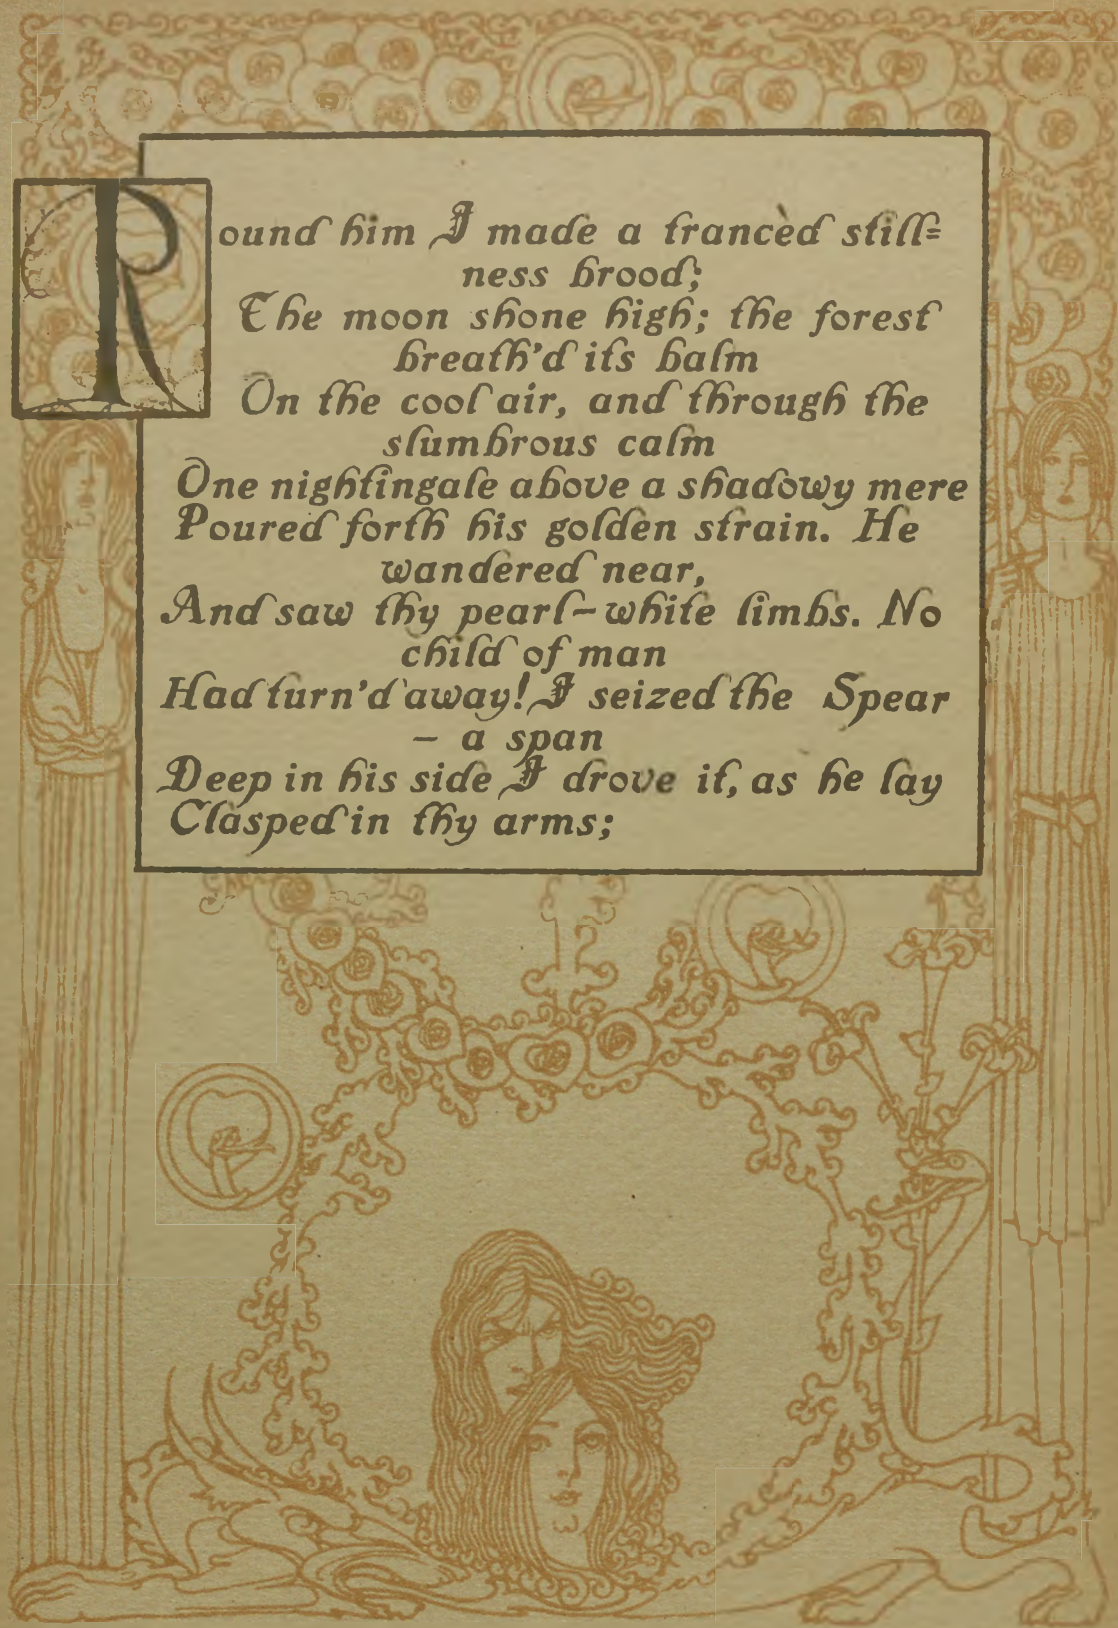 Round him I made a trancèd still=
ness brood;
The moon shone high; the forest
breath'd its balm
On the cool air, and through the
slumbrous calm
One nightingale above a shadowy mere
Poured forth his golden strain. He
wandered near,
And saw thy pearl-white limbs. No
child of man
Had turn'd away! I seized the Spear
– a span
Deep in his side I drove it, as he lay
Clasped in thy arms;